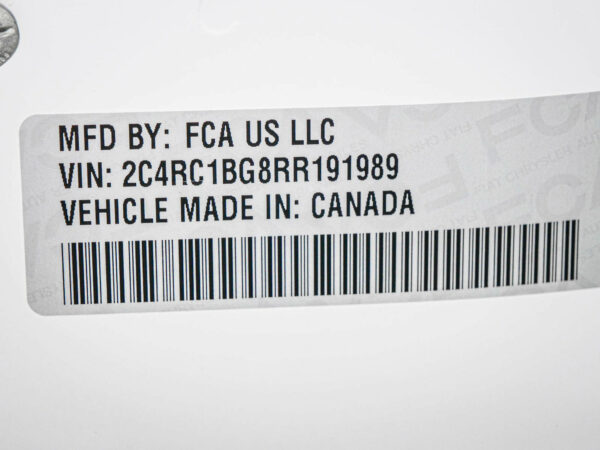 MFD BY: FCA US LLC
VIN: 2C4RC1BG8RR191989
VEHICLE MADE IN: CANADA